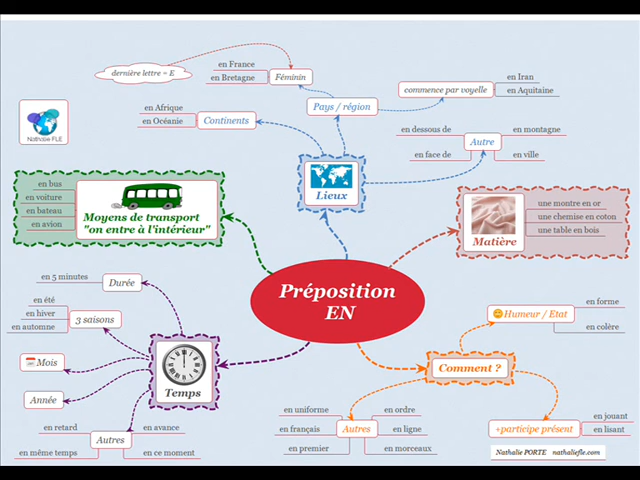 Préposition
EN
Lieux
Pays / région
Féminin
dernière lettre = E
en France
en Bretagne
commence par voyelle
en Iran
en Aquitaine
Continents
en Afrique
en Océanie
Autre
en dessous de
en face de
en montagne
en ville
Nathalie FLE
Moyens de transport
"on entre à l'intérieur"
en bus
en voiture
en bateau
en avion
Matière
une montre en or
une chemise en coton
une table en bois
Temps
Durée
en 5 minutes
3 saisons
en été
en hiver
en automne
Mois
Année
Autres
en retard
en même temps
en avance
en ce moment
Comment ?
Humeur / Etat
en forme
en colère
Autres
en uniforme
en français
en premier
en ordre
en ligne
en morceaux
+participe présent
en jouant
en lisant
Nathalie PORTE nathaliefle.com